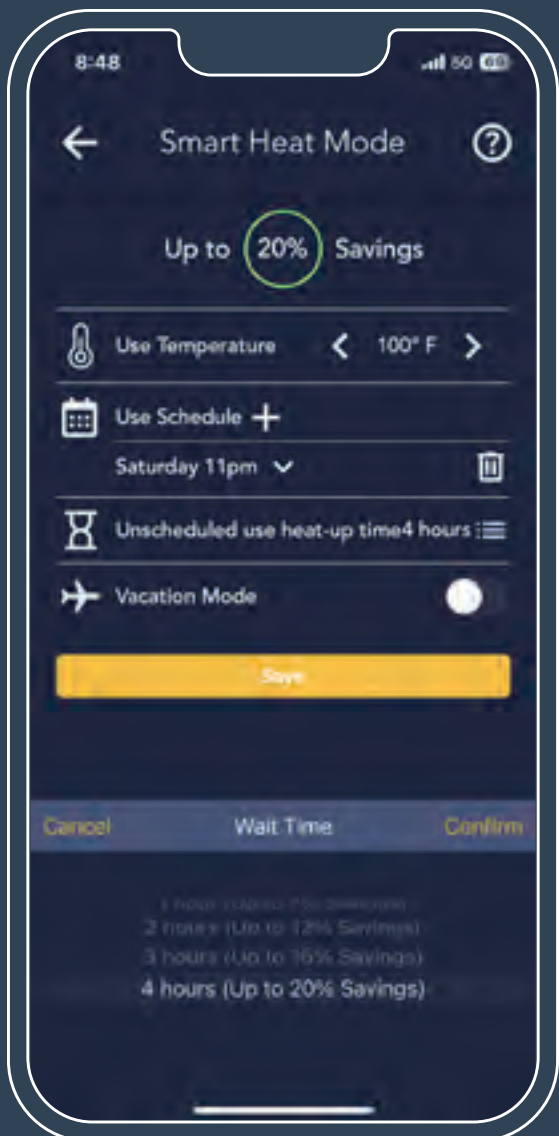 8:48
5G 69
Smart Heat Mode ?
Up to 20% Savings
Use Temperature 100° F
Use Schedule
Saturday 11pm
Unscheduled use heat-up time4 hours
Vacation Mode
Save
Cancel Wait Time Confirm
2 hours (Up to 12% Savings)
3 hours (Up to 16% Savings)
4 hours (Up to 20% Savings)